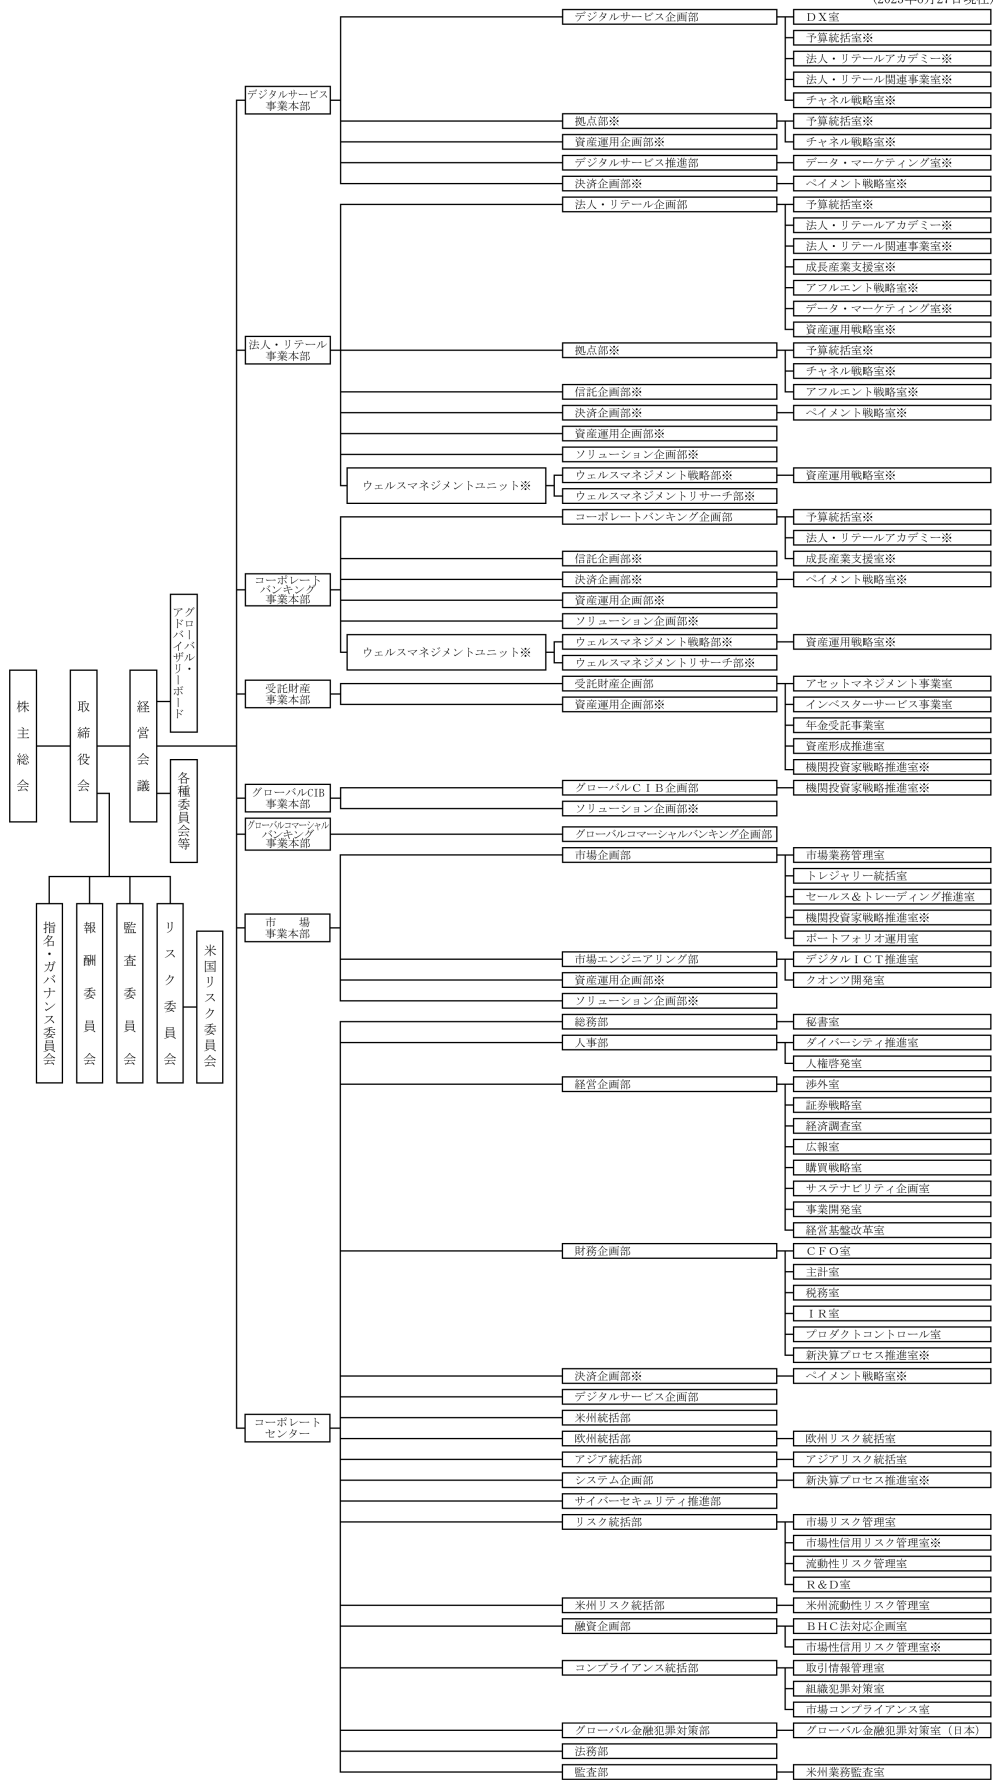 デジタルサービス企画部
DX室
予算統括室※
法人・リテールアカデミー※
法人・リテール関連事業室※
チャネル戦略室※
デジタルサービス
事業本部
拠点部※
予算統括室※
チャネル戦略室※
資産運用企画部※
デジタルサービス推進部
データ・マーケティング室※
決済企画部※
ペイメント戦略室※
法人・リテール企画部
予算統括室※
法人・リテールアカデミー※
法人・リテール関連事業室※
成長産業支援室※
アフルエント戦略室※
データ・マーケティング室※
資産運用戦略室※
法人・リテール
事業本部
拠点部※
予算統括室※
チャネル戦略室※
アフルエント戦略室※
信託企画部※
決済企画部※
ペイメント戦略室※
資産運用企画部※
ソリューション企画部※
ウェルスマネジメントユニット※
ウェルスマネジメント戦略部※
資産運用戦略室※
ウェルスマネジメントリサーチ部※
コーポレートバンキング企画部
予算統括室※
法人・リテールアカデミー※
成長産業支援室※
信託企画部※
コーポレート
バンキング
事業本部
決済企画部※
ペイメント戦略室※
資産運用企画部※
ソリューション企画部※
ウェルスマネジメントユニット※
ウェルスマネジメント戦略部※
資産運用戦略室※
ウェルスマネジメントリサーチ部※
グローバル・
アドバイザリーボード
株主総会
取締役会
経営会議
各種委員会等
指名・ガバナンス委員会
報酬委員会
監査委員会
リスク委員会
米国リスク委員会
受託財産
事業本部
受託財産企画部
アセットマネジメント事業室
インベスターサービス事業室
年金受託事業室
資産形成推進室
機関投資家戦略推進室※
資産運用企画部※
グローバルCIB
事業本部
グローバルCIB企画部
機関投資家戦略推進室※
ソリューション企画部※
グローバルコマーシャル
バンキング
事業本部
グローバルコマーシャルバンキング企画部
市場
事業本部
市場企画部
市場業務管理室
トレジャリー統括室
セールス&トレーディング推進室
機関投資家戦略推進室※
ポートフォリオ運用室
市場エンジニアリング部
デジタルICT推進室
クオンツ開発室
資産運用企画部※
ソリューション企画部※
コーポレート
センター
総務部
秘書室
人事部
ダイバーシティ推進室
人権啓発室
経営企画部
渉外室
証券戦略室
経済調査室
広報室
購買戦略室
サステナビリティ企画室
事業開発室
経営基盤改革室
財務企画部
CFO室
主計室
税務室
IR室
プロダクトコントロール室
新決算プロセス推進室※
決済企画部※
ペイメント戦略室※
デジタルサービス企画部
米州統括部
欧州統括部
欧州リスク統括室
アジア統括部
アジアリスク統括室
システム企画部
新決算プロセス推進室※
サイバーセキュリティ推進部
リスク統括部
市場リスク管理室
市場性信用リスク管理室※
流動性リスク管理室
R&D室
米州リスク統括部
米州流動性リスク管理室
融資企画部
BHC法対応企画室
市場性信用リスク管理室※
コンプライアンス統括部
取引情報管理室
組織犯罪対策室
市場コンプライアンス室
グローバル金融犯罪対策部
グローバル金融犯罪対策室（日本）
法務部
監査部
米州業務監査室